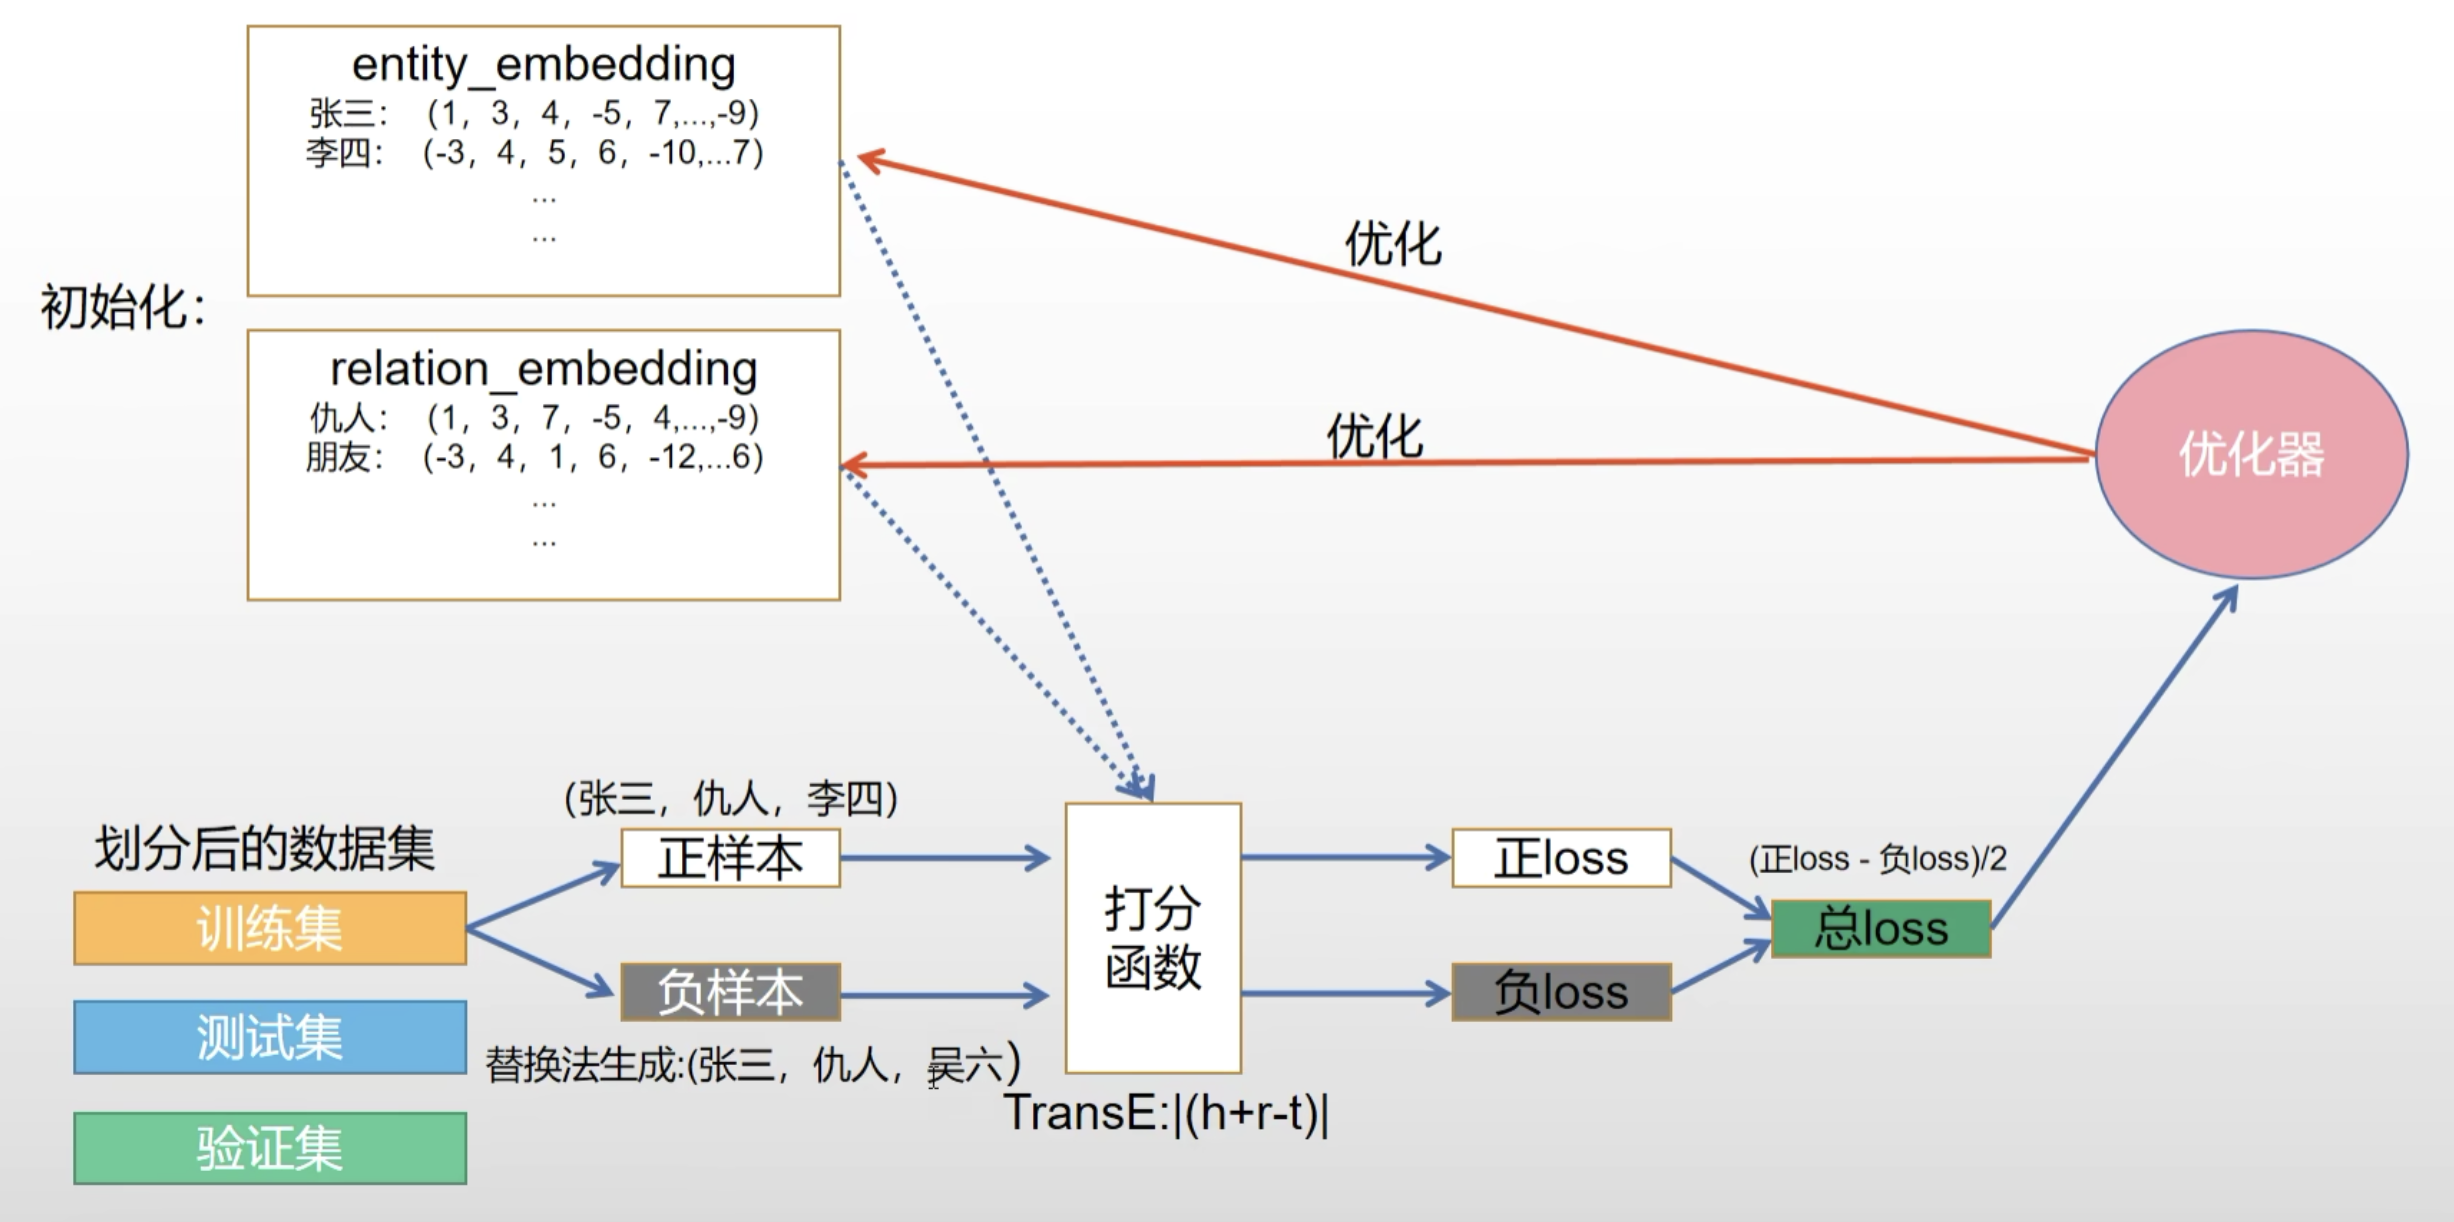 entity_embedding
张三： （1，3，4，-5，7,...,-9）
李四： （-3，4，5，6，-10,...7）
...
...
初始化：
relation_embedding
仇人： （1，3，7，-5，4,...,-9）
朋友： （-3，4，1，6，-12,...6）
...
...
优化
优化
优化器
(张三，仇人，李四)
划分后的数据集
训练集
测试集
验证集
正样本
负样本
替换法生成:(张三，仇人，吴六)
打分
函数
TransE:|(h+r-t)|
正loss
负loss
(正loss - 负loss)/2
总loss